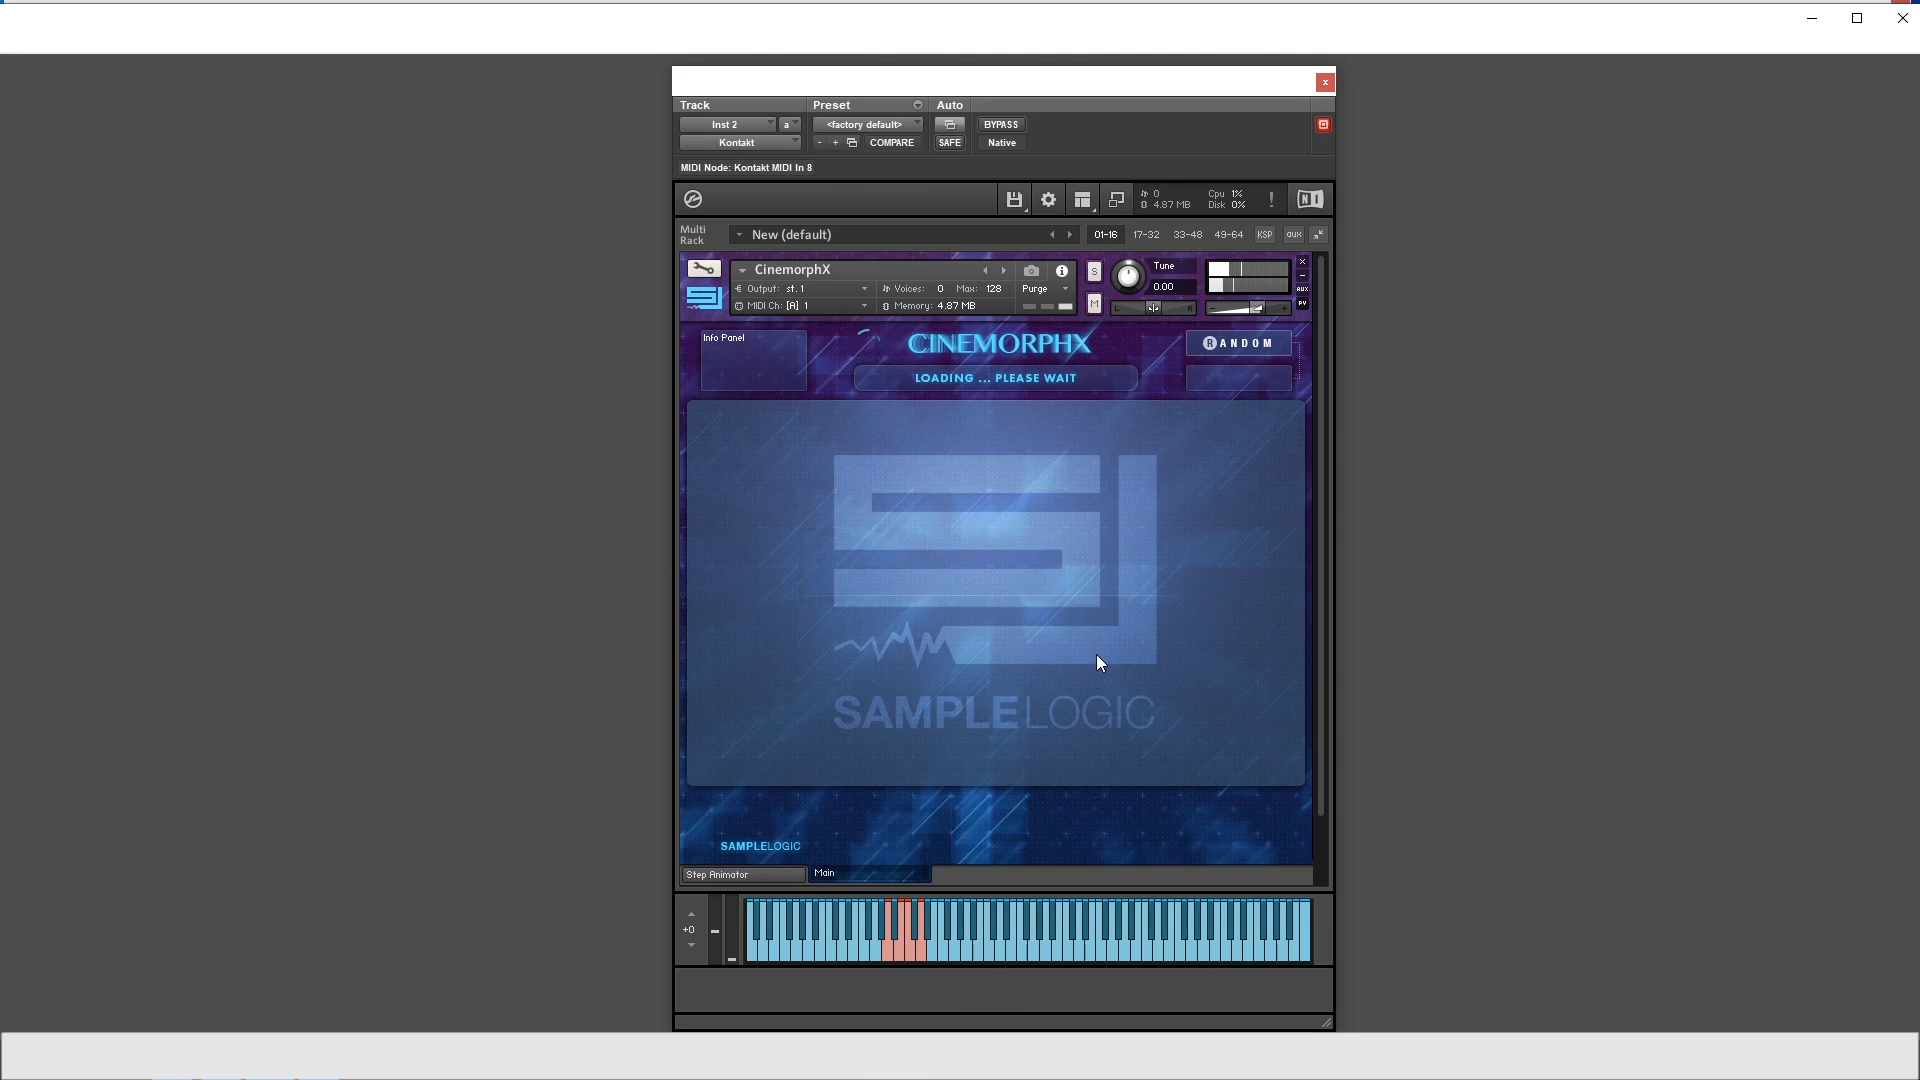 Track
Preset
Auto
Inst 2
a
<factory default>
BYPASS
Kontakt
- +
COMPARE
SAFE
Native
MIDI Node: Kontakt MIDI In 8
0
4.87 MB
Cpu 1%
Disk 0%
!
NI
Multi
Rack
New (default)
01-16
17-32
33-48
49-64
KSP
aux
CinemorphX
Output: st. 1
Voices: 0
Max: 128
Purge
MIDI Ch: [A] 1
Memory: 4.87 MB
S
M
Tune
0.00
L
R
AUX
PV
Info Panel
CINEMORPHX
LOADING ... PLEASE WAIT
RANDOM
SAMPLELOGIC
SAMPLELOGIC
Step Animator
Main
+0